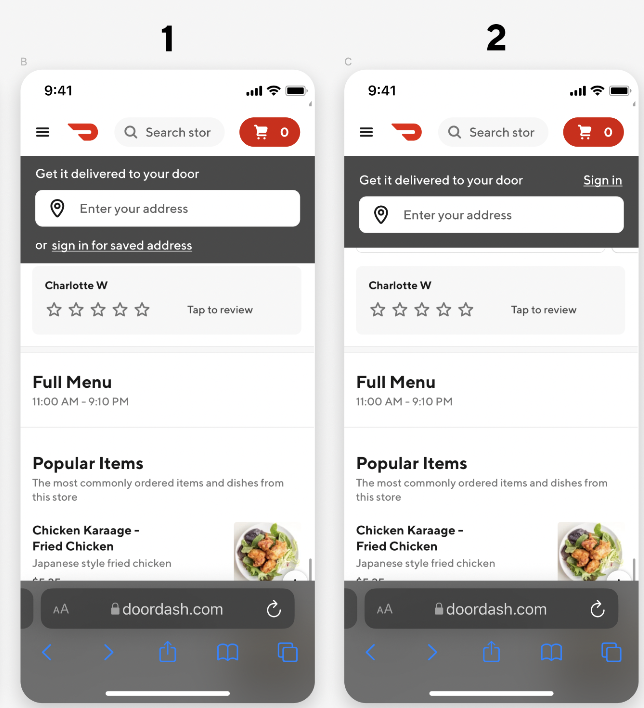 1
B
9:41
Search stor
0
Get it delivered to your door
Enter your address
or sign in for saved address
Charlotte W
Tap to review
Full Menu
11:00 AM - 9:10 PM
Popular Items
The most commonly ordered items and dishes from
this store
Chicken Karaage -
Fried Chicken
Japanese style fried chicken
AA
doordash.com
2
C
9:41
Search stor
0
Get it delivered to your door
Sign in
Enter your address
Charlotte W
Tap to review
Full Menu
11:00 AM - 9:10 PM
Popular Items
The most commonly ordered items and dishes from
this store
Chicken Karaage -
Fried Chicken
Japanese style fried chicken
AA
doordash.com